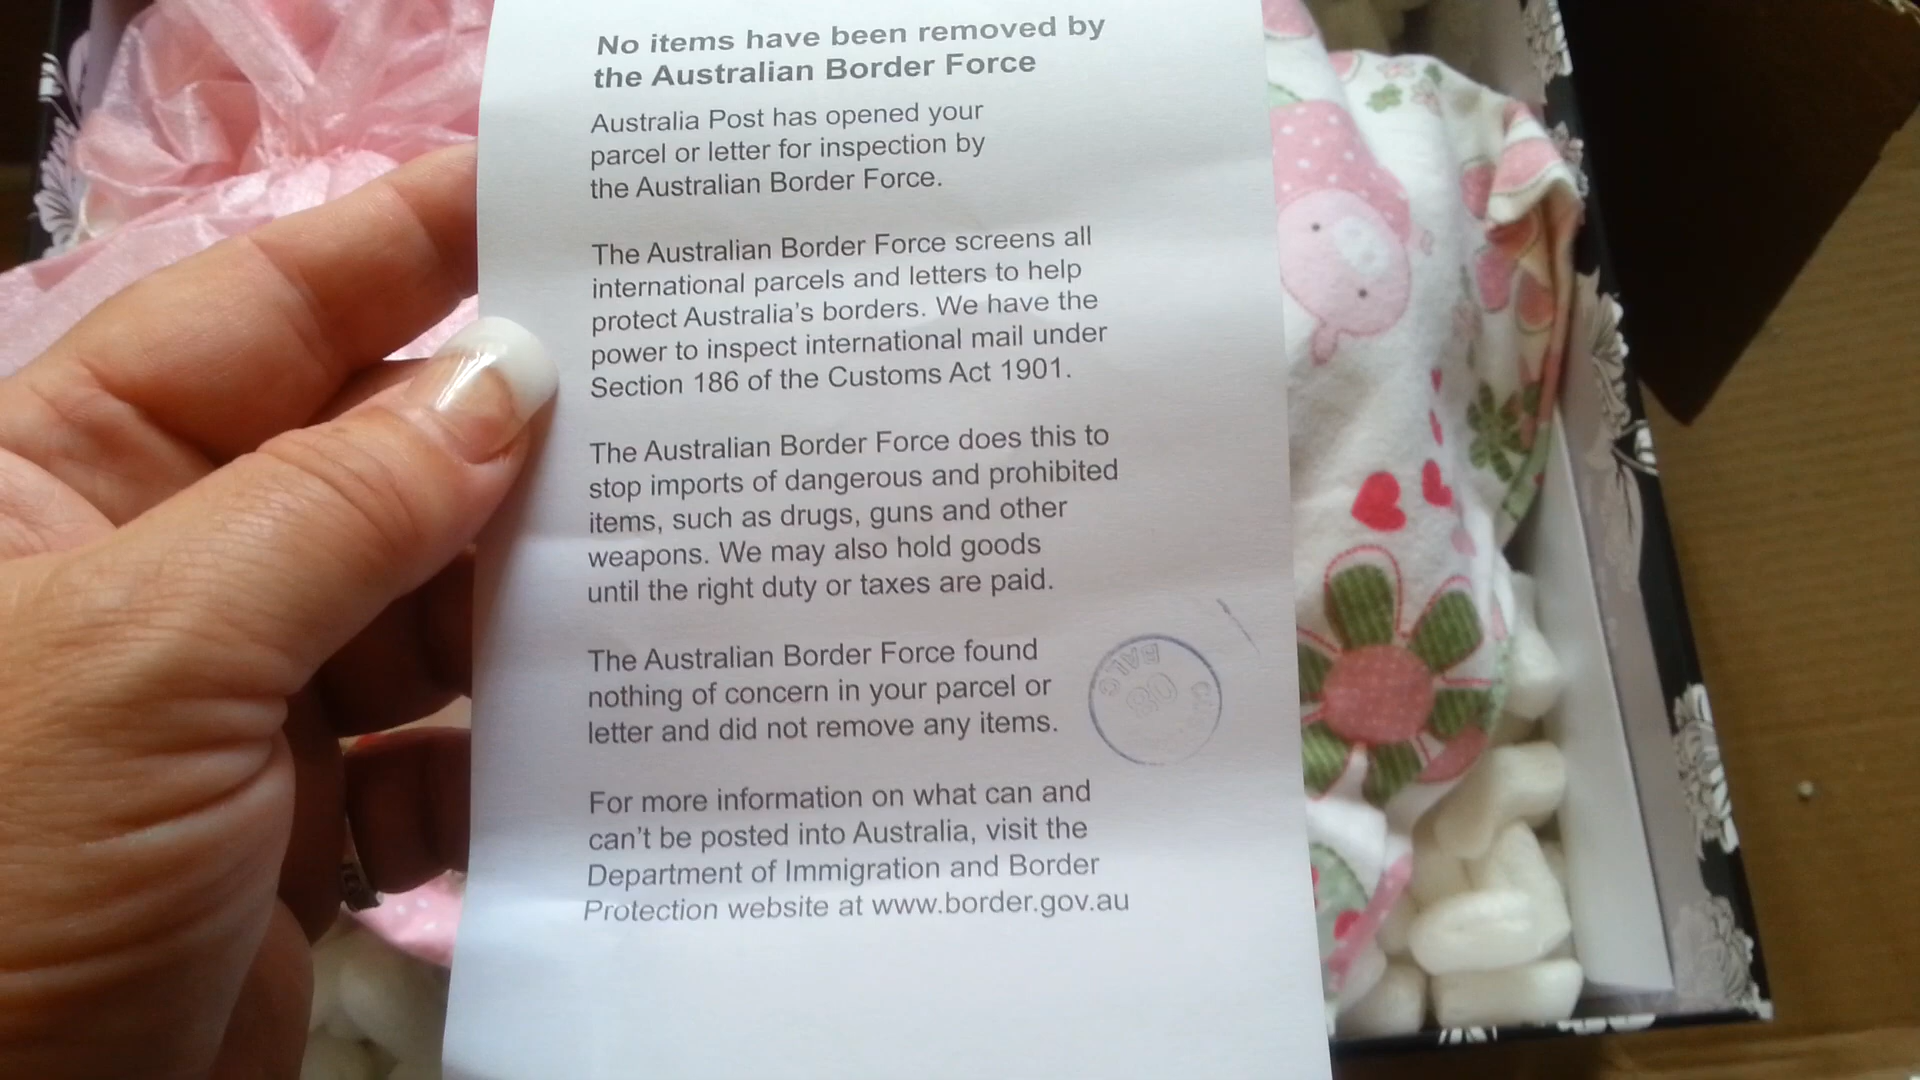 No items have been removed by
the Australian Border Force
Australia Post has opened your
parcel or letter for inspection by
the Australian Border Force.
The Australian Border Force screens all
international parcels and letters to help
protect Australia's borders. We have the
power to inspect international mail under
Section 186 of the Customs Act 1901.
The Australian Border Force does this to
stop imports of dangerous and prohibited
items, such as drugs, guns and other
weapons. We may also hold goods
until the right duty or taxes are paid.
The Australian Border Force found
nothing of concern in your parcel or
letter and did not remove any items.
For more information on what can and
can't be posted into Australia, visit the
Department of Immigration and Border
Protection website at www.border.gov.au